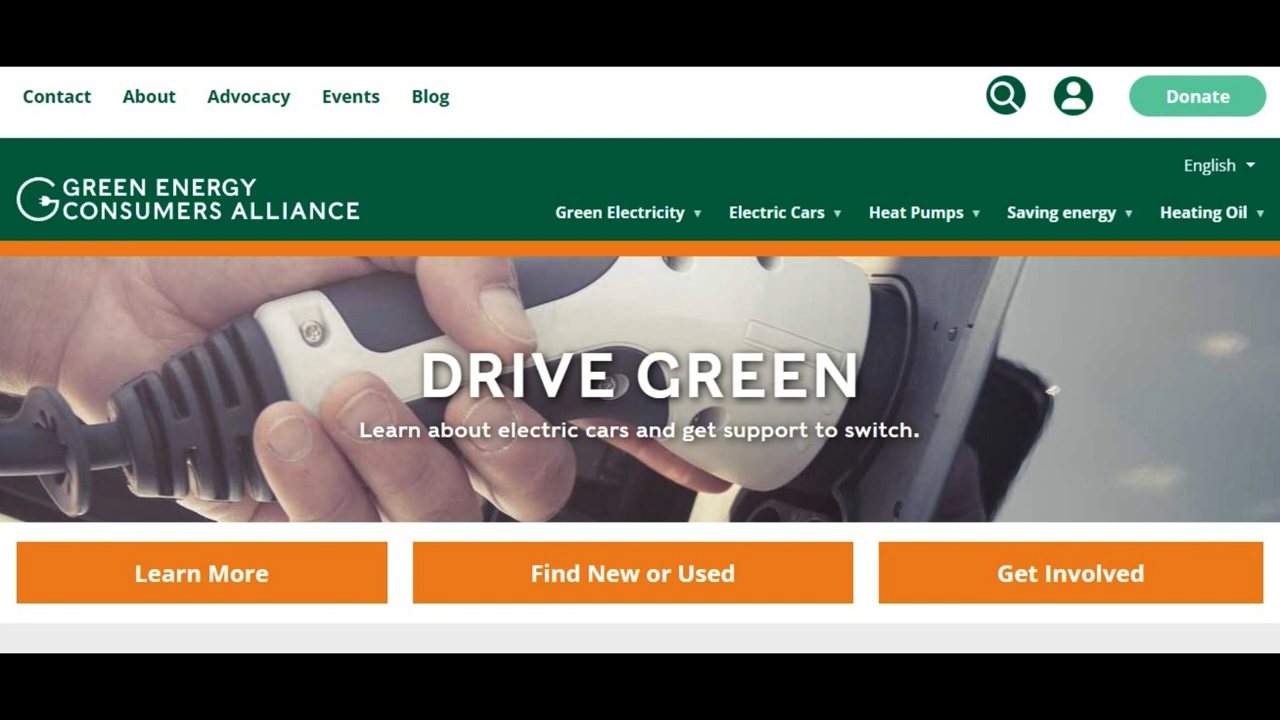 Contact About Advocacy Events Blog
Donate
English
GREEN ENERGY
CONSUMERS ALLIANCE
Green Electricity Electric Cars Heat Pumps Saving energy Heating Oil
DRIVE GREEN
Learn about electric cars and get support to switch.
Learn More Find New or Used Get Involved